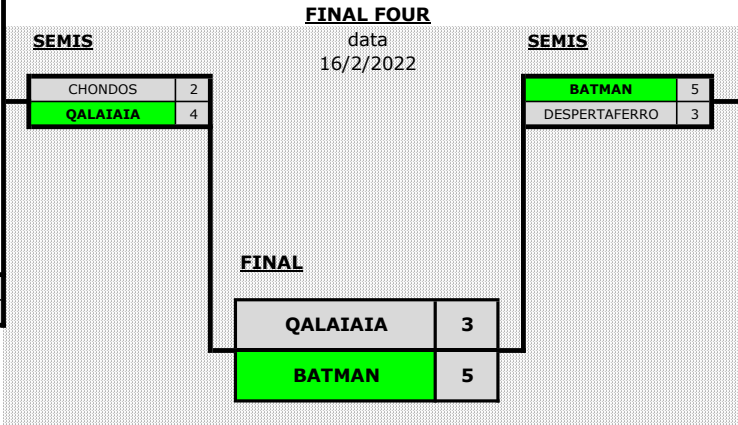 FINAL FOUR
data
16/2/2022
SEMIS
CHONDOS 2
QALAIAIA 4
SEMIS
BATMAN 5
DESPERTAFERRO 3
FINAL
QALAIAIA 3
BATMAN 5